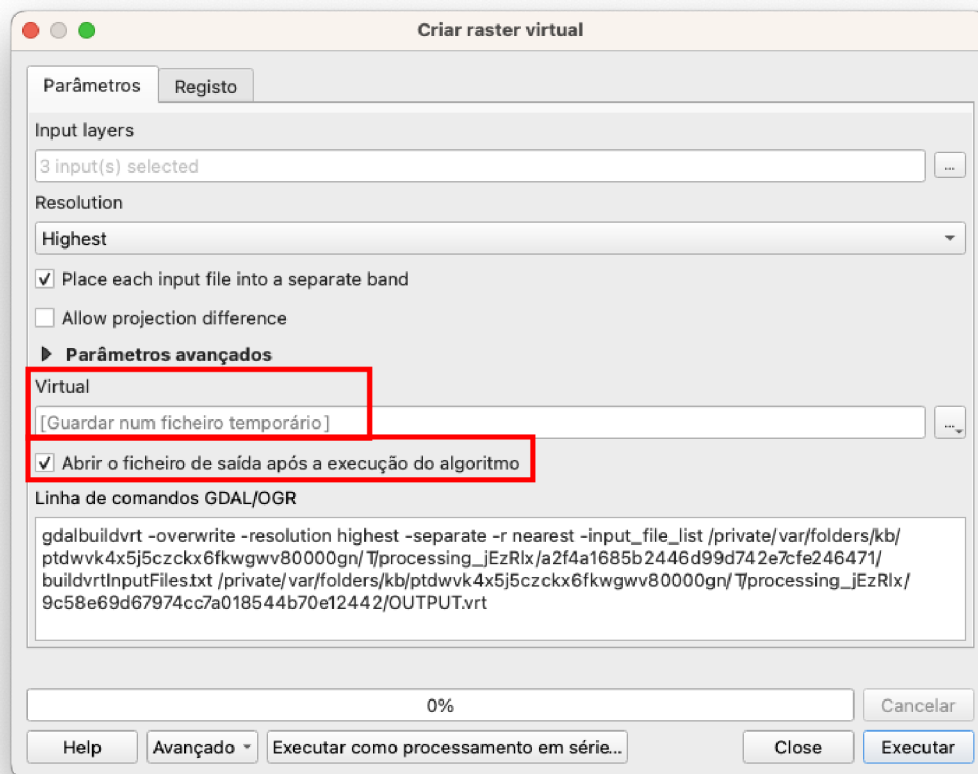 Criar raster virtual
Parâmetros
Registo
Input layers
3 input(s) selected
...
Resolution
Highest
Place each input file into a separate band
Allow projection difference
Parâmetros avançados
Virtual
[Guardar num ficheiro temporário]
...
Abrir o ficheiro de saída após a execução do algoritmo
Linha de comandos GDAL/OGR
gdalbuildvrt -overwrite -resolution highest -separate -r nearest -input_file_list /private/var/folders/kb/
ptdwvk4x5j5czckx6fkwgwv80000gn/T/processing_jEzRlx/a2f4a1685b2446d99d742e7cfe246471/
buildvrtInputFiles.txt /private/var/folders/kb/ptdwvk4x5j5czckx6fkwgwv80000gn/T/processing_jEzRlx/
9c58e69d67974cc7a018544b70e12442/OUTPUT.vrt
0%
Cancelar
Help
Avançado
Executar como processamento em série...
Close
Executar